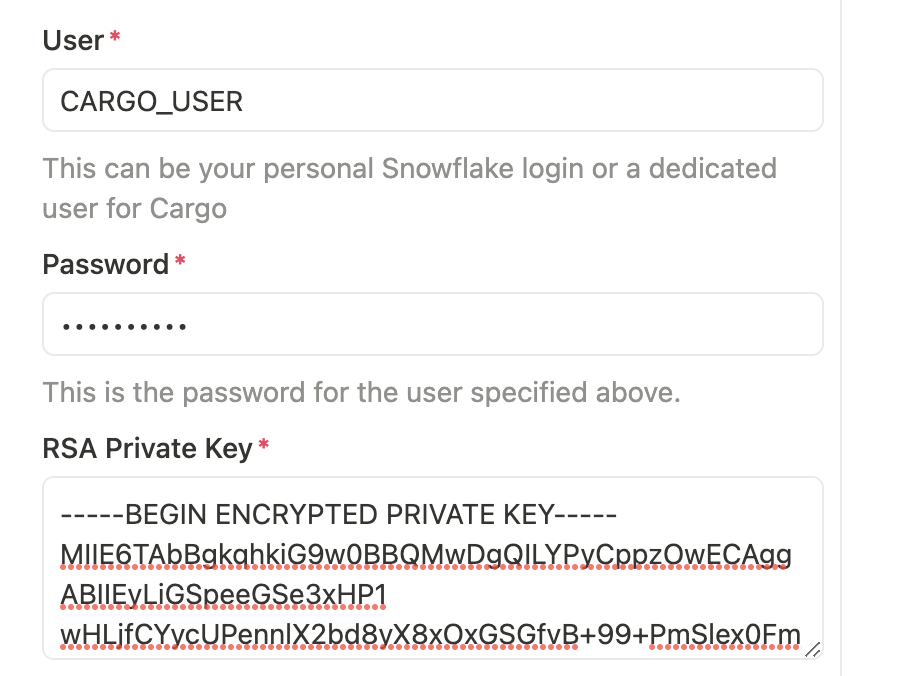 User *
CARGO_USER
This can be your personal Snowflake login or a dedicated
user for Cargo
Password *
••••••••••
This is the password for the user specified above.
RSA Private Key *
-----BEGIN ENCRYPTED PRIVATE KEY-----
MIIE6TAbBgkqhkiG9w0BBQMwDgQILYPyCppzOwECAgg
ABIIEyLiGSpeeGSe3xHP1
wHLjfCYycUPennlX2bd8yX8xOxGSGfvB+99+PmSlex0Fm